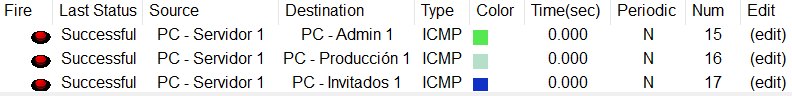 Fire Last Status Source Destination Type Color Time(sec) Periodic Num Edit
Successful PC - Servidor 1 PC - Admin 1 ICMP 0.000 N 15 (edit)
Successful PC - Servidor 1 PC - Producción 1 ICMP 0.000 N 16 (edit)
Successful PC - Servidor 1 PC - Invitados 1 ICMP 0.000 N 17 (edit)